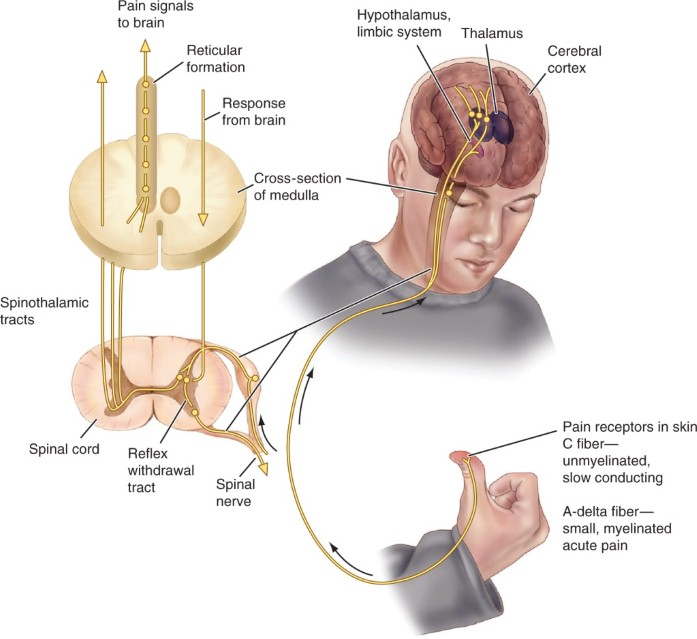 Pain signals
to brain
Reticular
formation
Response
from brain
Cross-section
of medulla
Spinothalamic
tracts
Spinal cord
Reflex
withdrawal
tract
Spinal
nerve
Hypothalamus,
limbic system
Thalamus
Cerebral
cortex
Pain receptors in skin
C fiber—
unmyelinated,
slow conducting
A-delta fiber—
small, myelinated
acute pain